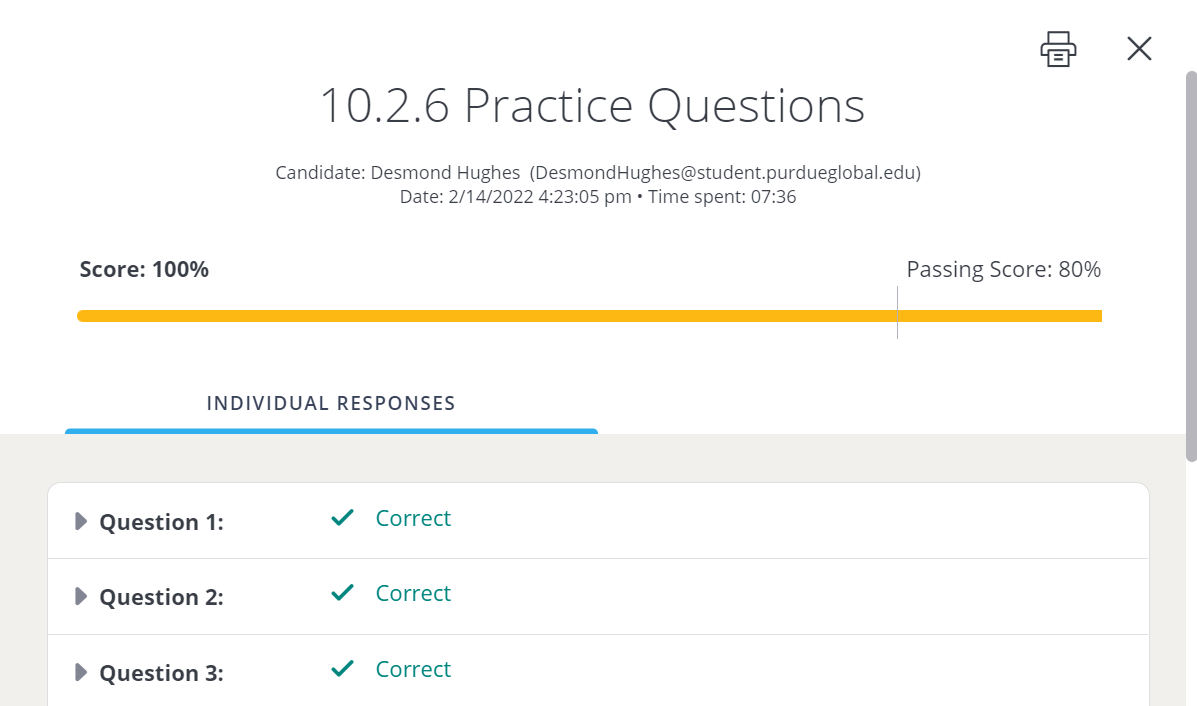 10.2.6 Practice Questions
Candidate: Desmond Hughes (DesmondHughes@student.purdueglobal.edu)
Date: 2/14/2022 4:23:05 pm • Time spent: 07:36
Score: 100%
Passing Score: 80%
INDIVIDUAL RESPONSES
Question 1: Correct
Question 2: Correct
Question 3: Correct